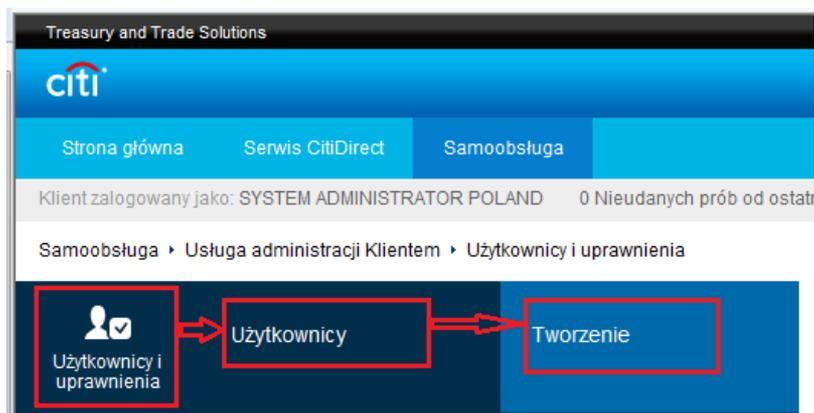 Treasury and Trade Solutions
citi
Strona główna Serwis CitiDirect Samoobsługa
Klient zalogowany jako: SYSTEM ADMINISTRATOR POLAND 0 Nieudanych prób od
Samoobsługa Usługa administracji Klientem Użytkownicy i uprawnienia
Użytkownicy i
uprawnienia
Użytkownicy
Tworzenie